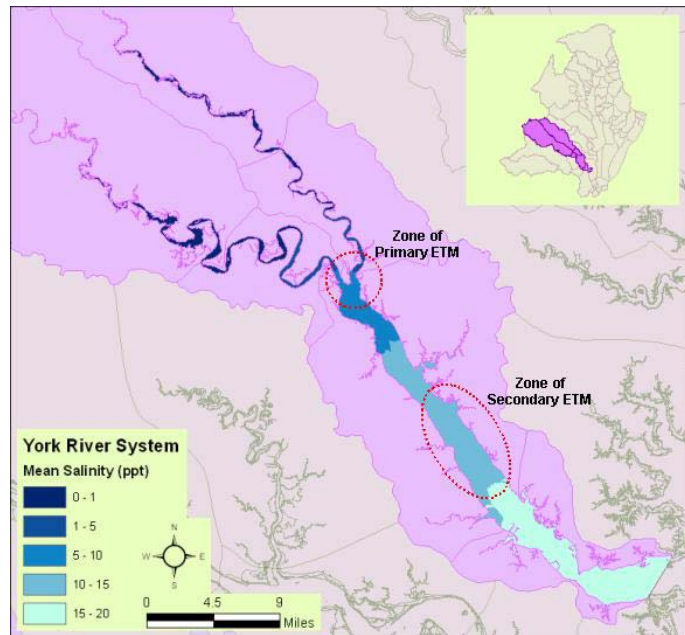 Zone of
Primary ETM
Zone of
Secondary ETM
York River System
Mean Salinity (ppt)
0 - 1
1 - 5
5 - 10
10 - 15
15 - 20
N
W E
S
0 4.5 9
Miles